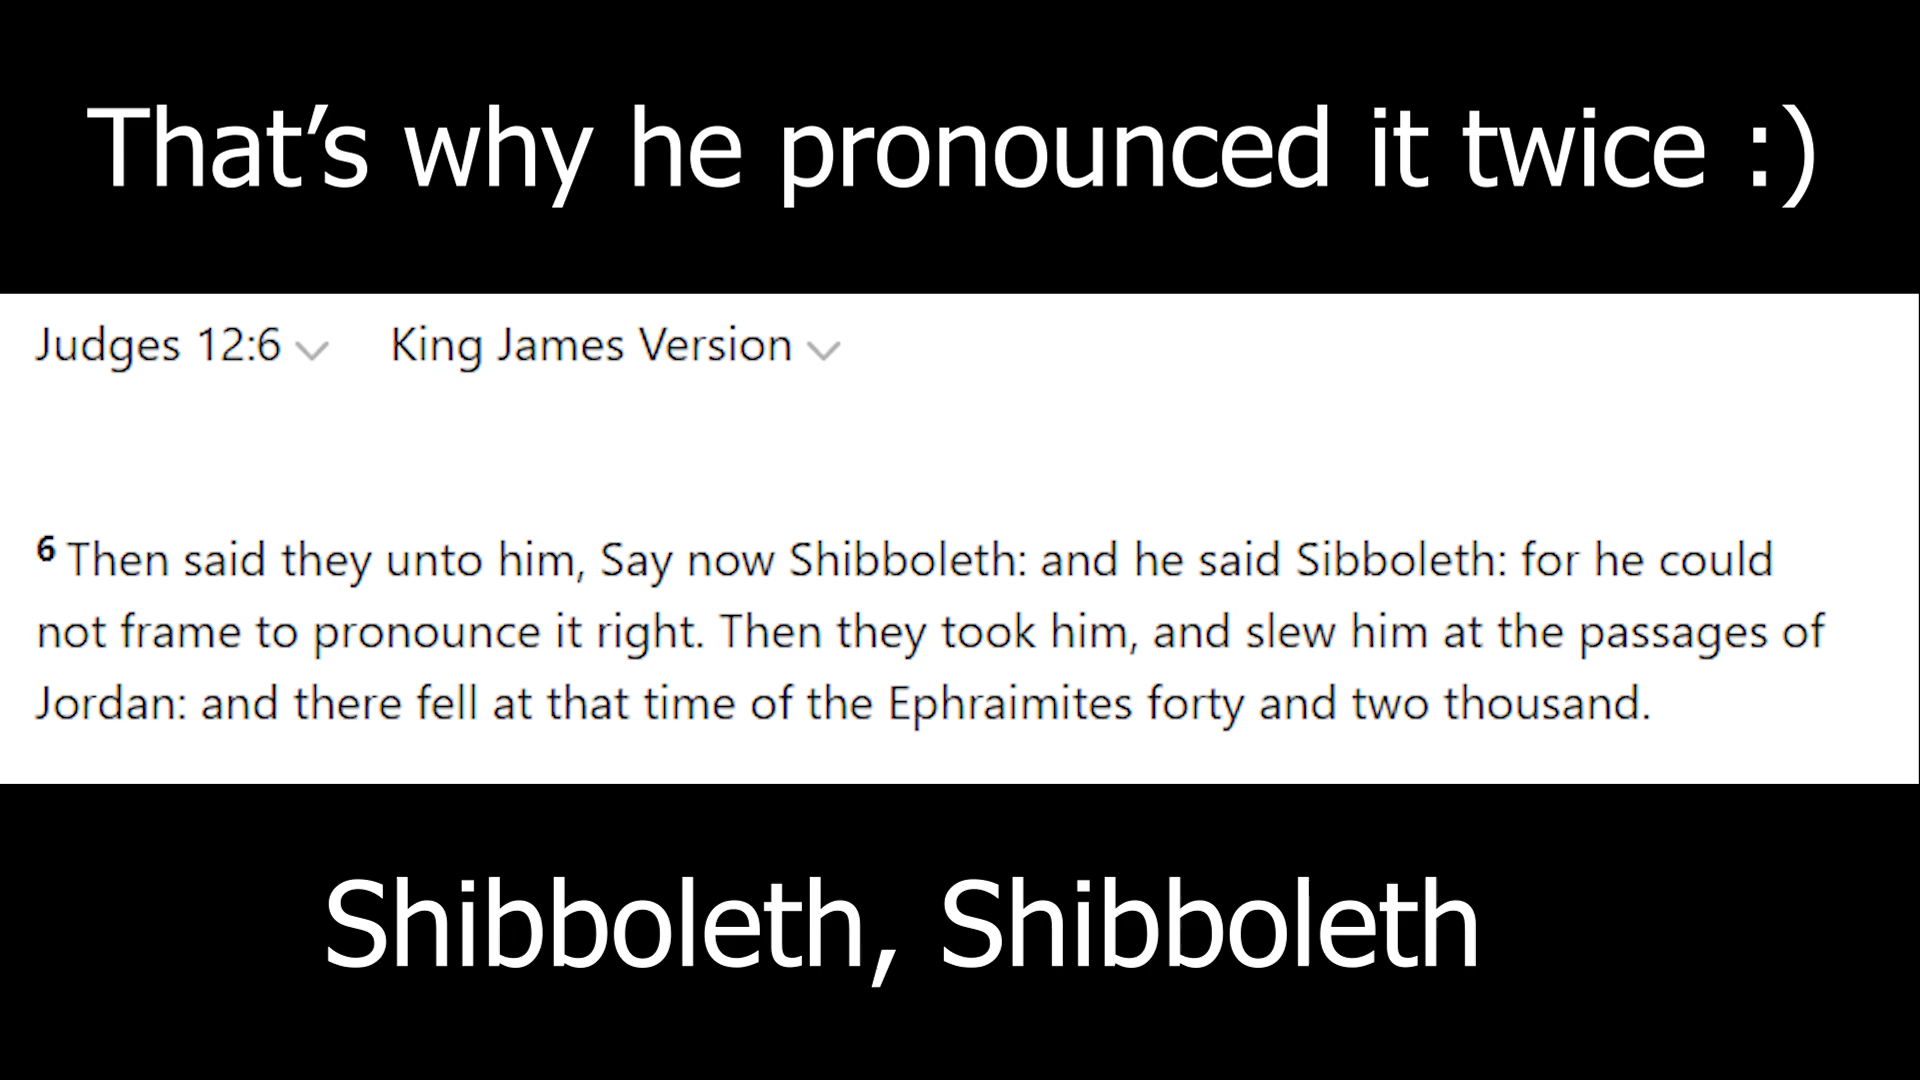 That’s why he pronounced it twice :)
Judges 12:6 King James Version
6 Then said they unto him, Say now Shibboleth: and he said Sibboleth: for he could
not frame to pronounce it right. Then they took him, and slew him at the passages of
Jordan: and there fell at that time of the Ephraimites forty and two thousand.
Shibboleth, Shibboleth